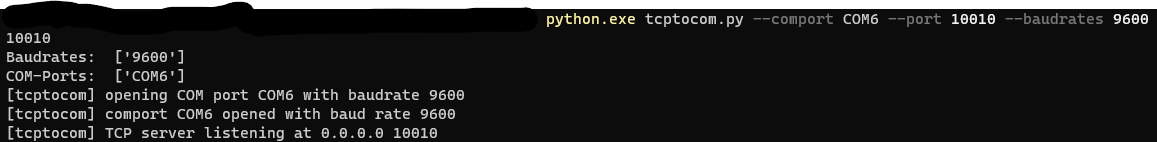 python.exe tcptocom.py --comport COM6 --port 10010 --baudrates 9600
10010
Baudrates:  ['9600']
COM-Ports:  ['COM6']
[tcptocom] opening COM port COM6 with baudrate 9600
[tcptocom] comport COM6 opened with baud rate 9600
[tcptocom] TCP server listening at 0.0.0.0 10010